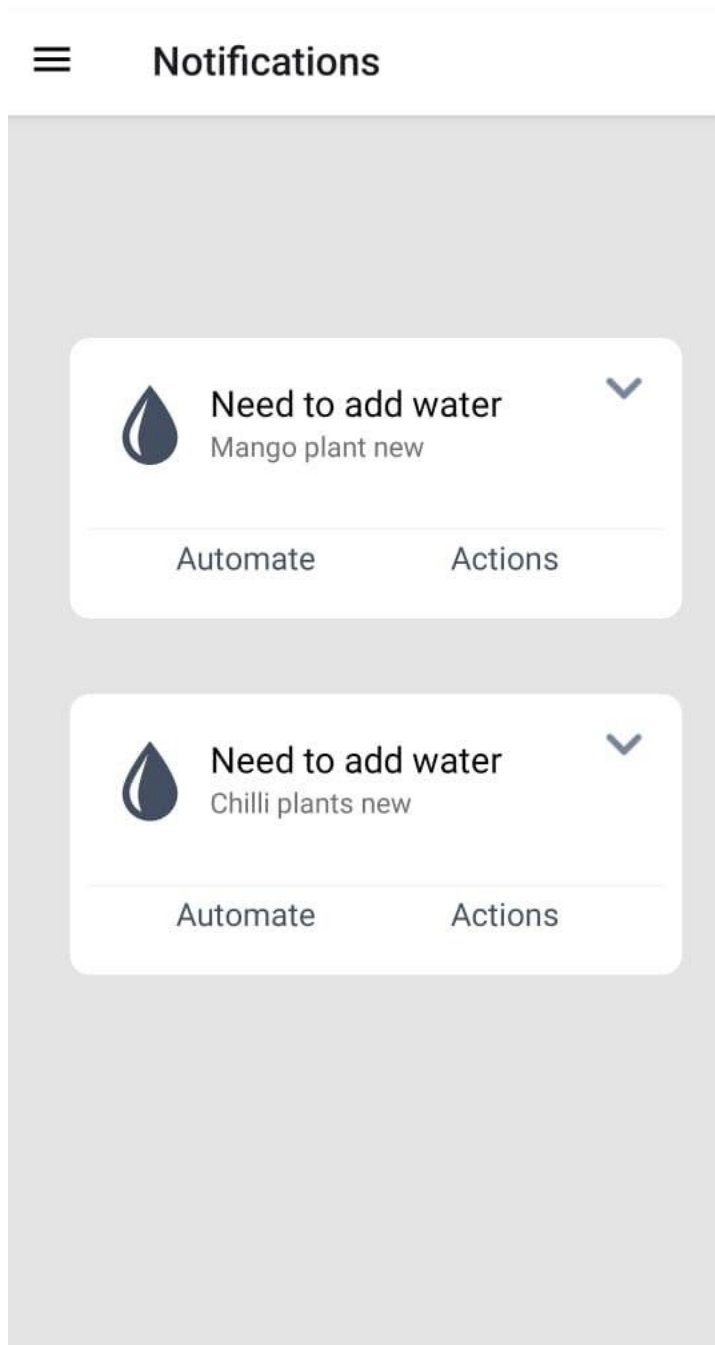 Notifications
Need to add water
Mango plant new
Automate Actions
Need to add water
Chilli plants new
Automate Actions